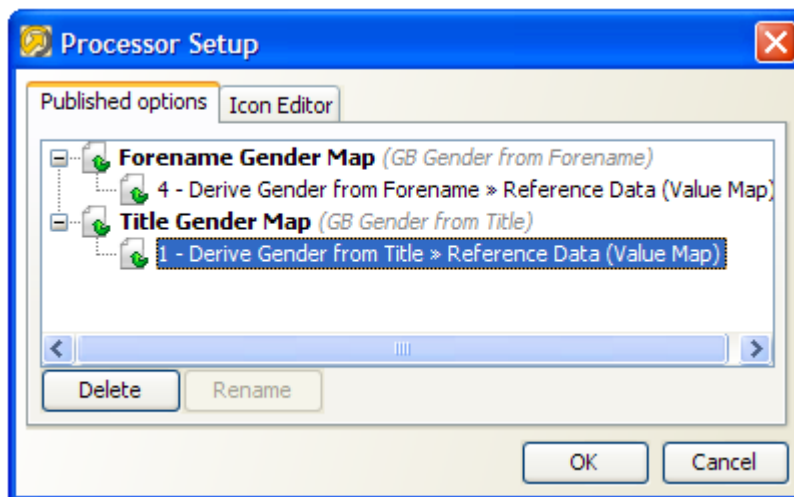 Processor Setup
Published options
Icon Editor
Forename Gender Map (GB Gender from Forename)
4 - Derive Gender from Forename » Reference Data (Value Map)
Title Gender Map (GB Gender from Title)
1 - Derive Gender from Title » Reference Data (Value Map)
Delete
Rename
OK
Cancel